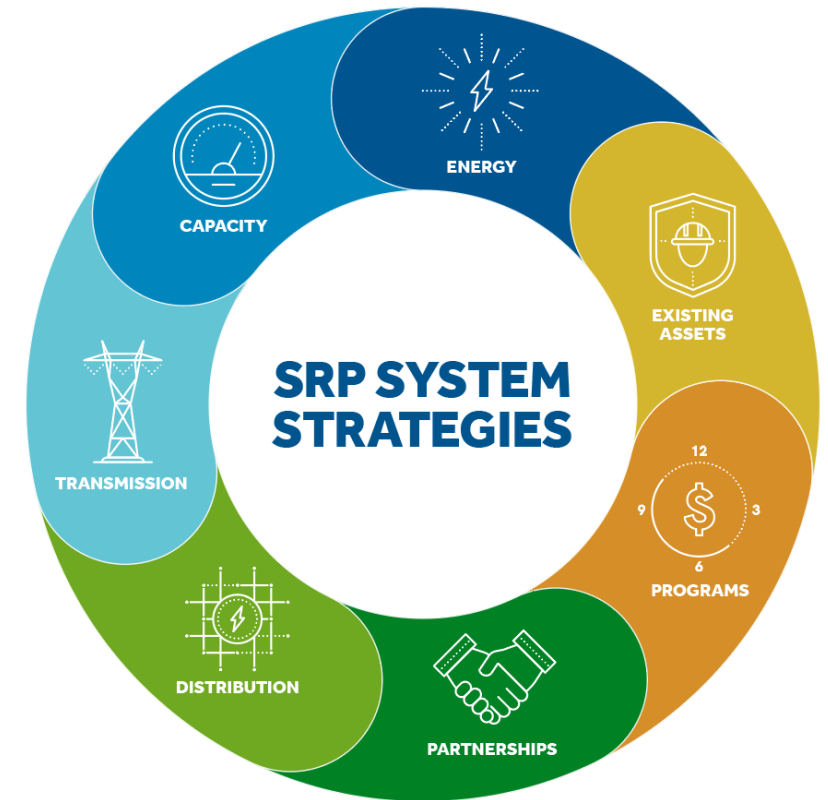 SRP SYSTEM
STRATEGIES
ENERGY
EXISTING
ASSETS
12
9
3
6
PROGRAMS
PARTNERSHIPS
DISTRIBUTION
TRANSMISSION
CAPACITY